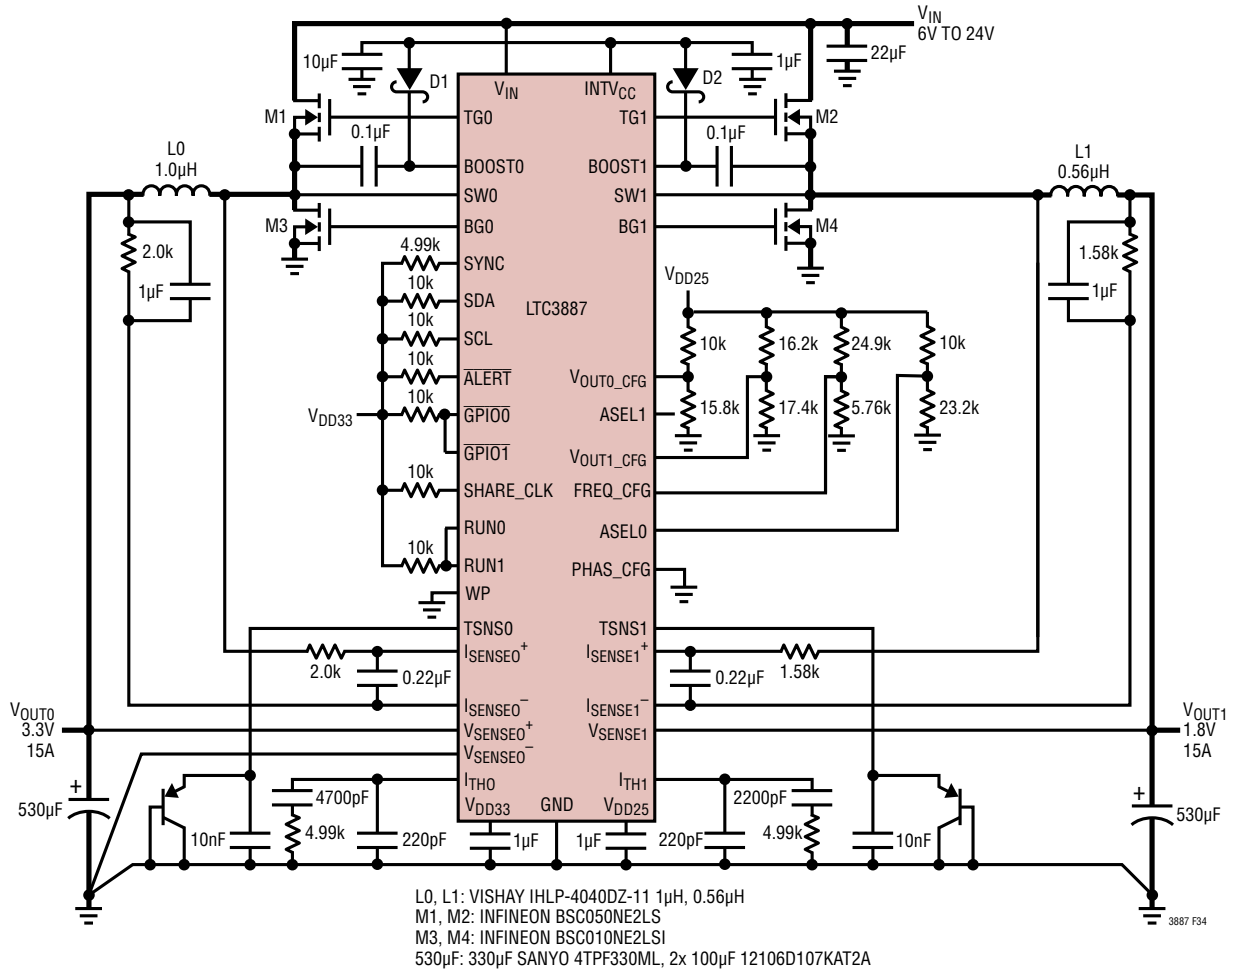 VIN
6V TO 24V
10µF
D1
VIN
INTVCC
D2
1µF
22µF
M1
TG0
TG1
M2
0.1µF
0.1µF
L0
1.0µH
BOOST0
BOOST1
L1
0.56µH
SW0
SW1
M3
BG0
BG1
M4
2.0k
1µF
1.58k
1µF
4.99k
SYNC
10k
SDA
LTC3887
VDD25
10k
SCL
10k
16.2k
24.9k
10k
10k
ALERT
VOUT0_CFG
10k
VDD33
GPIO0
ASEL1
15.8k
17.4k
5.76k
23.2k
GPIO1
VOUT1_CFG
10k
SHARE_CLK
FREQ_CFG
RUN0
ASEL0
10k
RUN1
PHAS_CFG
WP
TSNS0
TSNS1
2.0k
ISENSE0+
ISENSE1+
1.58k
0.22µF
0.22µF
ISENSE0–
ISENSE1–
VOUT0
3.3V
15A
VSENSE0+
VSENSE1
VOUT1
1.8V
15A
VSENSE0–
ITH0
ITH1
+
530µF
4700pF
VDD33
GND
VDD25
2200pF
+
530µF
10nF
4.99k
220pF
1µF
1µF
220pF
4.99k
10nF
L0, L1: VISHAY IHLP-4040DZ-11 1µH, 0.56µH
M1, M2: INFINEON BSC050NE2LS
M3, M4: INFINEON BSC010NE2LSI
530µF: 330µF SANYO 4TPF330ML, 2x 100µF 12106D107KAT2A
3887 F34